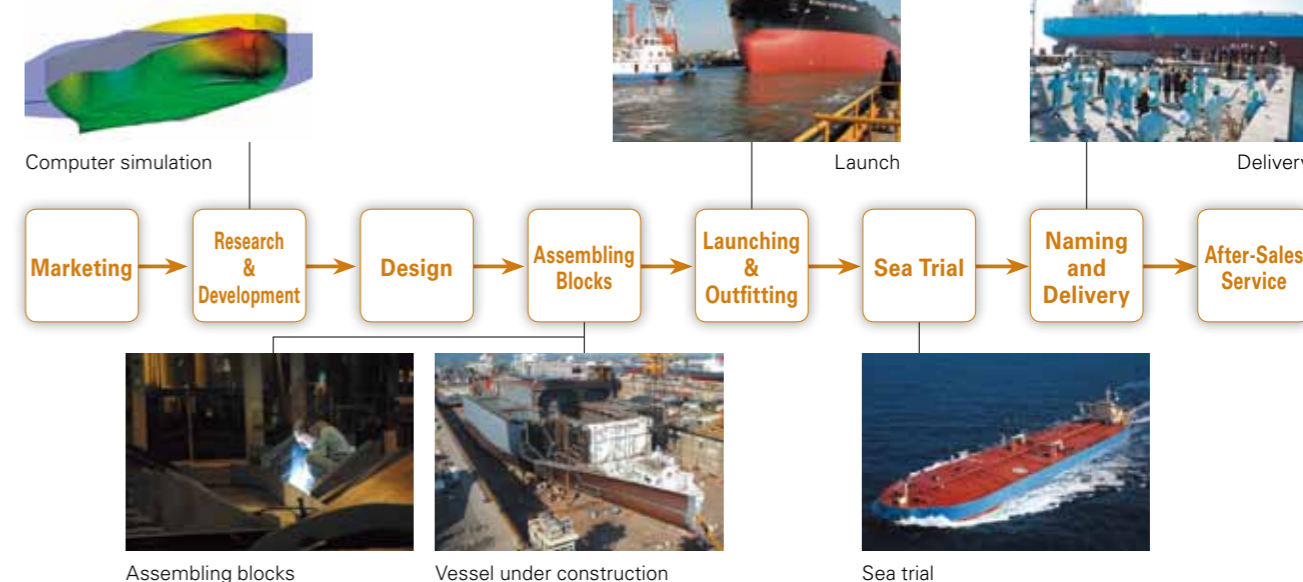 Computer simulation
Launch
Delivery
Marketing
Research
&
Development
Design
Assembling
Blocks
Launching
&
Outfitting
Sea Trial
Naming
and
Delivery
After-Sales
Service
Assembling blocks
Vessel under construction
Sea trial